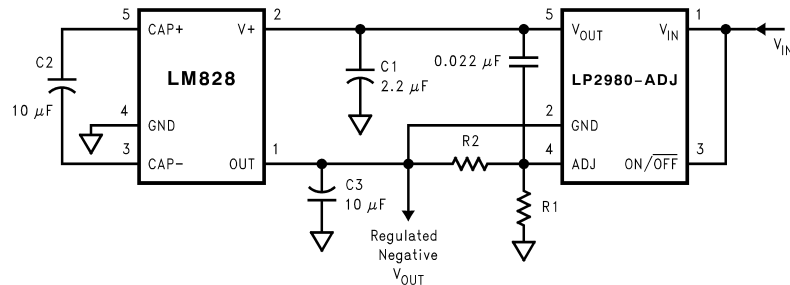 5
CAP+
V+
2
5
VOUT
VIN
1
VIN
C2
10 µF
LM828
C1
2.2 µF
0.022 µF
LP2980-ADJ
4
GND
2
GND
3
CAP-
OUT
1
R2
4
ADJ
ON/OFF
3
C3
10 µF
R1
Regulated
Negative
VOUT